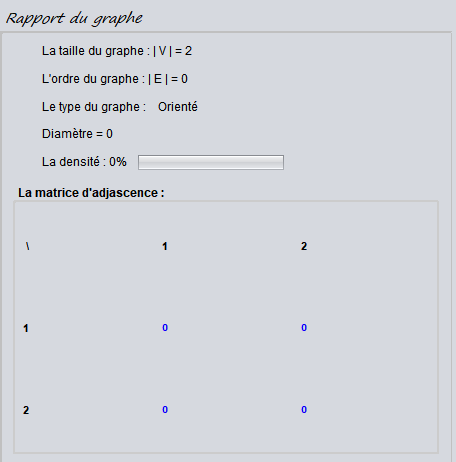 Rapport du graphe
La taille du graphe : | V | = 2
L'ordre du graphe : | E | = 0
Le type du graphe : Orienté
Diamètre = 0
La densité : 0%
La matrice d'adjascence :
\ 1 2
1 0 0
2 0 0